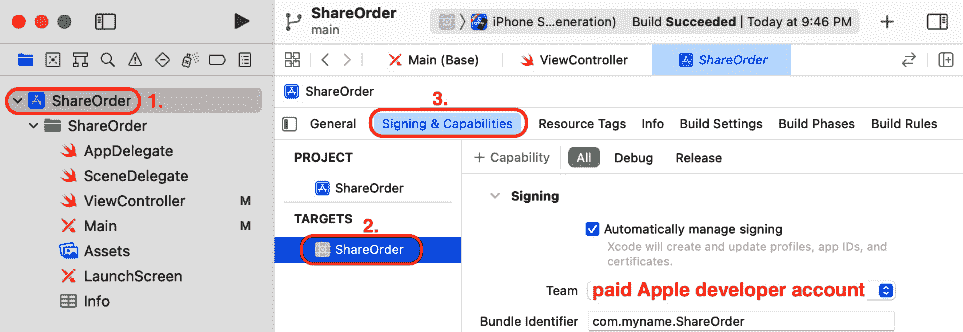 ShareOrder
main
iPhone S...eneration)
Build Succeeded | Today at 9:46 PM
Main (Base)
ViewController
ShareOrder
ShareOrder 1.
ShareOrder
AppDelegate
SceneDelegate
ViewController M
Main M
Assets
LaunchScreen
Info
ShareOrder
3.
General
Signing & Capabilities
Resource Tags
Info
Build Settings
Build Phases
Build Rules
PROJECT
ShareOrder
TARGETS
2.
ShareOrder
+ Capability
All
Debug
Release
Signing
Automatically manage signing
Xcode will create and update profiles, app IDs, and
certificates.
Team paid Apple developer account
Bundle Identifier com.myname.ShareOrder